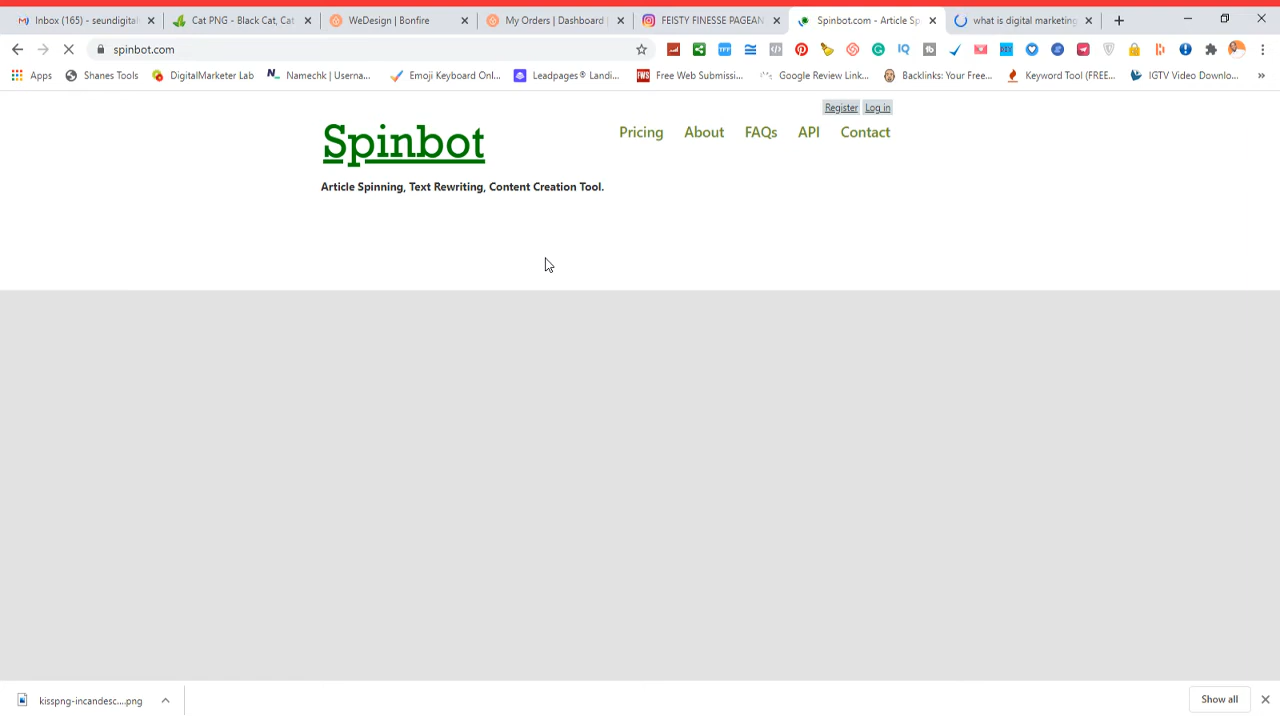 Inbox (165) - seundigital
Cat PNG - Black Cat, Cat
WeDesign | Bonfire
My Orders | Dashboard |
FEISTY FINESSE PAGEAN
Spinbot.com - Article Sp
what is digital marketing
spinbot.com
Apps
Shanes Tools
DigitalMarketer Lab
Namechk | Userna...
Emoji Keyboard Onl...
Leadpages® Landi...
Free Web Submissi...
Google Review Link...
Backlinks: Your Free...
Keyword Tool (FREE...
IGTV Video Downlo...
Register Log in
Spinbot
Pricing About FAQs API Contact
Article Spinning, Text Rewriting, Content Creation Tool.
kisspng-incandesc....png
Show all